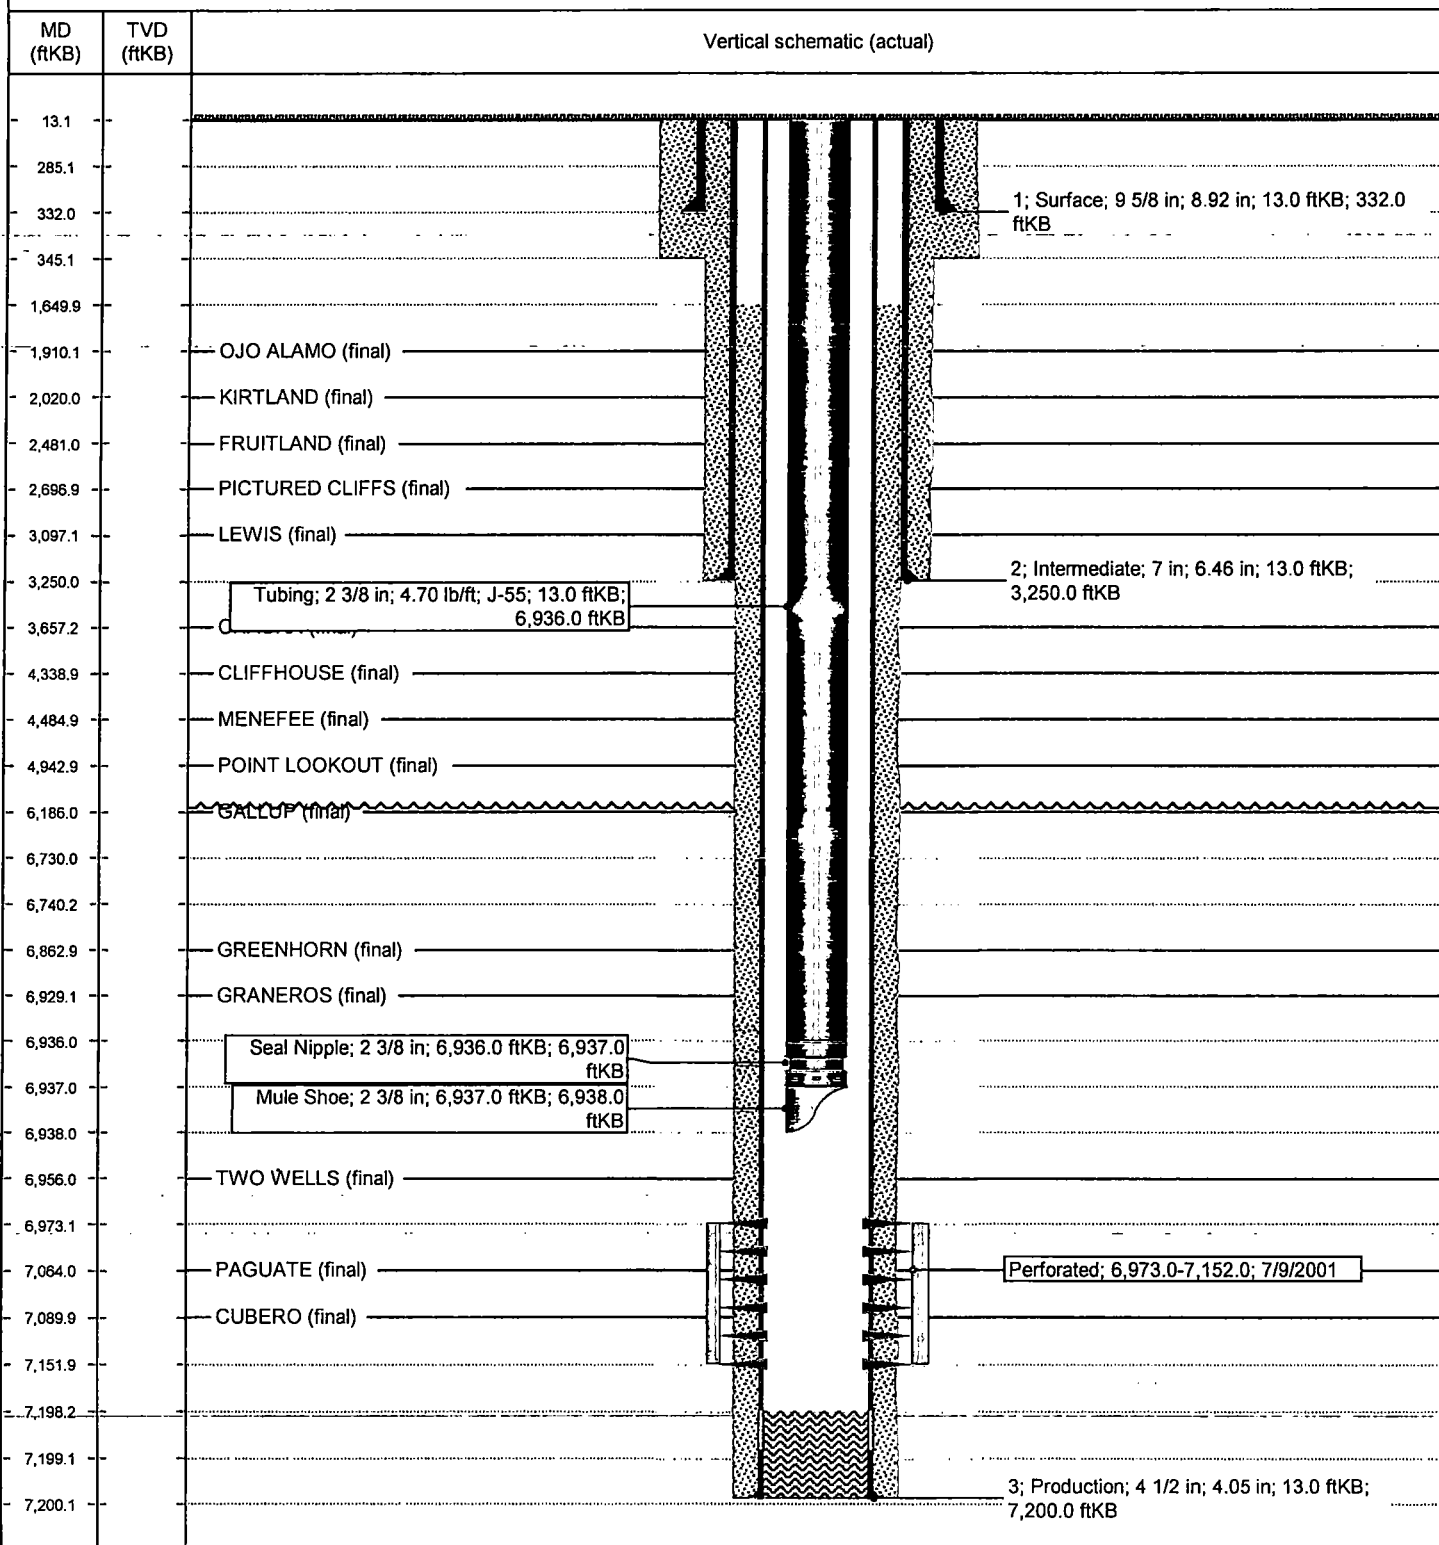 MD
(ftKB)
TVD
(ftKB)
Vertical schematic (actual)
13.1
285.1
332.0
1; Surface; 9 5/8 in; 8.92 in; 13.0 ftKB; 332.0
ftKB
345.1
1,649.9
1,910.1
OJO ALAMO (final)
2,020.0
KIRTLAND (final)
2,481.0
FRUITLAND (final)
2,696.9
PICTURED CLIFFS (final)
3,097.1
LEWIS (final)
3,250.0
2; Intermediate; 7 in; 6.46 in; 13.0 ftKB;
3,250.0 ftKB
Tubing; 2 3/8 in; 4.70 lb/ft; J-55; 13.0 ftKB;
6,936.0 ftKB
3,657.2
4,338.9
CLIFFHOUSE (final)
4,484.9
MENEFEE (final)
4,942.9
POINT LOOKOUT (final)
6,186.0
GALLUP (final)
6,730.0
6,740.2
6,862.9
GREENHORN (final)
6,929.1
GRANEROS (final)
6,936.0
Seal Nipple; 2 3/8 in; 6,936.0 ftKB; 6,937.0
ftKB
6,937.0
Mule Shoe; 2 3/8 in; 6,937.0 ftKB; 6,938.0
ftKB
6,938.0
6,956.0
TWO WELLS (final)
6,973.1
7,064.0
PAGUATE (final)
Perforated; 6,973.0-7,152.0; 7/9/2001
7,089.9
CUBERO (final)
7,151.9
7,198.2
7,199.1
7,200.1
3; Production; 4 1/2 in; 4.05 in; 13.0 ftKB;
7,200.0 ftKB